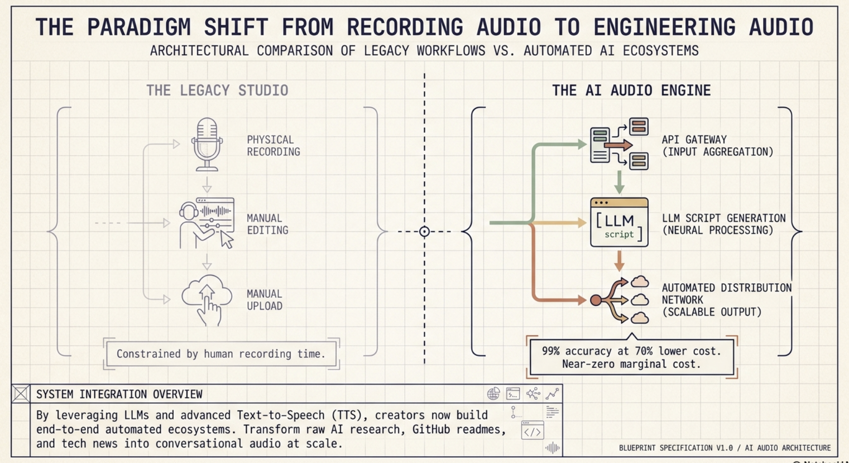 THE PARADIGM SHIFT FROM RECORDING AUDIO TO ENGINEERING AUDIO
ARCHITECTURAL COMPARISON OF LEGACY WORKFLOWS VS. AUTOMATED AI ECOSYSTEMS
THE LEGACY STUDIO
PHYSICAL
RECORDING
MANUAL
EDITING
MANUAL
UPLOAD
Constrained by human recording time.
THE AI AUDIO ENGINE
API GATEWAY
(INPUT AGGREGATION)
[LLM
script]
LLM SCRIPT GENERATION
(NEURAL PROCESSING)
AUTOMATED DISTRIBUTION
NETWORK
(SCALABLE OUTPUT)
99% accuracy at 70% lower cost.
Near-zero marginal cost.
SYSTEM INTEGRATION OVERVIEW
By leveraging LLMs and advanced Text-to-Speech (TTS), creators now build
end-to-end automated ecosystems. Transform raw AI research, GitHub readmes,
and tech news into conversational audio at scale.
</>
BLUEPRINT SPECIFICATION V1.0 / AI AUDIO ARCHITECTURE